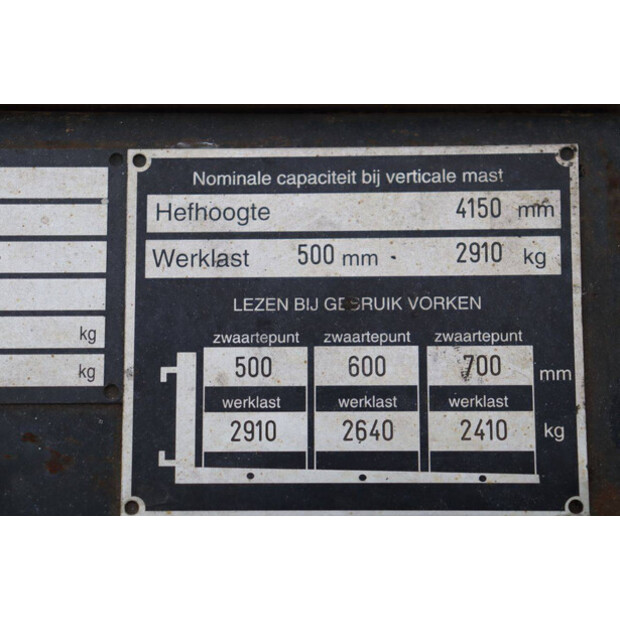 Nominale capaciteit bij verticale mast
Hefhoogte 4150 mm
Werklast 500 mm - 2910 kg
LEZEN BIJ GEBRUIK VORKEN
zwaartepunt zwaartepunt zwaartepunt
500 600 700 mm
werklast werklast werklast
2910 2640 2410 kg
kg
kg